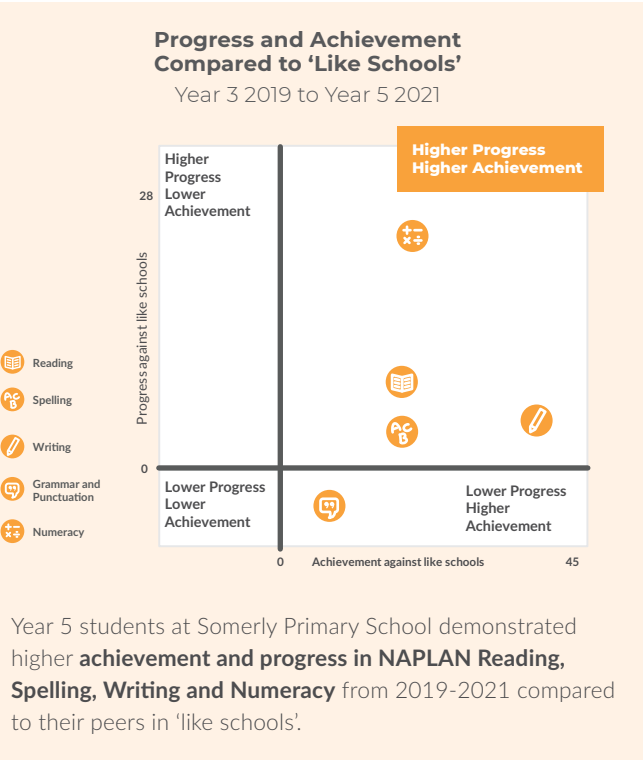 Progress and Achievement
Compared to ‘Like Schools’
Year 3 2019 to Year 5 2021
Higher Progress
Higher Achievement
Higher
Progress
Lower
Achievement
28
Progress against like schools
Reading
Spelling
Writing
Grammar and
Punctuation
Numeracy
A C
B
0
Lower Progress
Lower
Achievement
Lower Progress
Higher
Achievement
0
Achievement against like schools
45
Year 5 students at Somerly Primary School demonstrated
higher achievement and progress in NAPLAN Reading,
Spelling, Writing and Numeracy from 2019-2021 compared
to their peers in ‘like schools’.